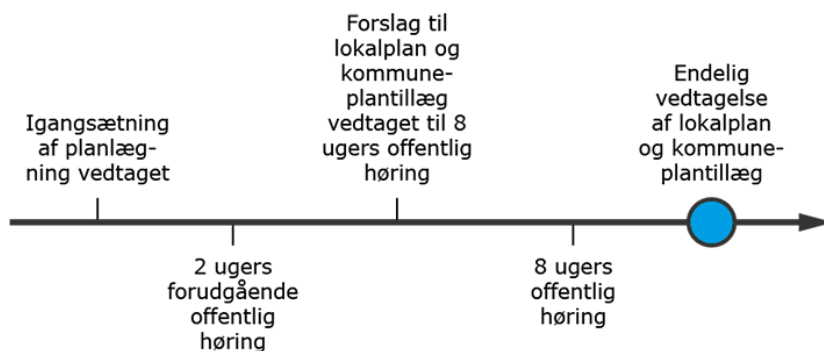 Igangsætning
af planlæg-
ning vedtaget
2 ugers
forudgående
offentlig
høring
Forslag til
lokalplan og
kommune-
plantillæg
vedtaget til 8
ugers offentlig
høring
8 ugers
offentlig
høring
Endelig
vedtagelse
af lokalplan
og kommune-
plantillæg